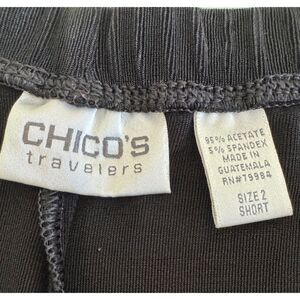 CHICO'S
travelers
95% ACETATE
5% SPANDEX
MADE IN
GUATEMALA
RN#79984
SIZE 2
SHORT